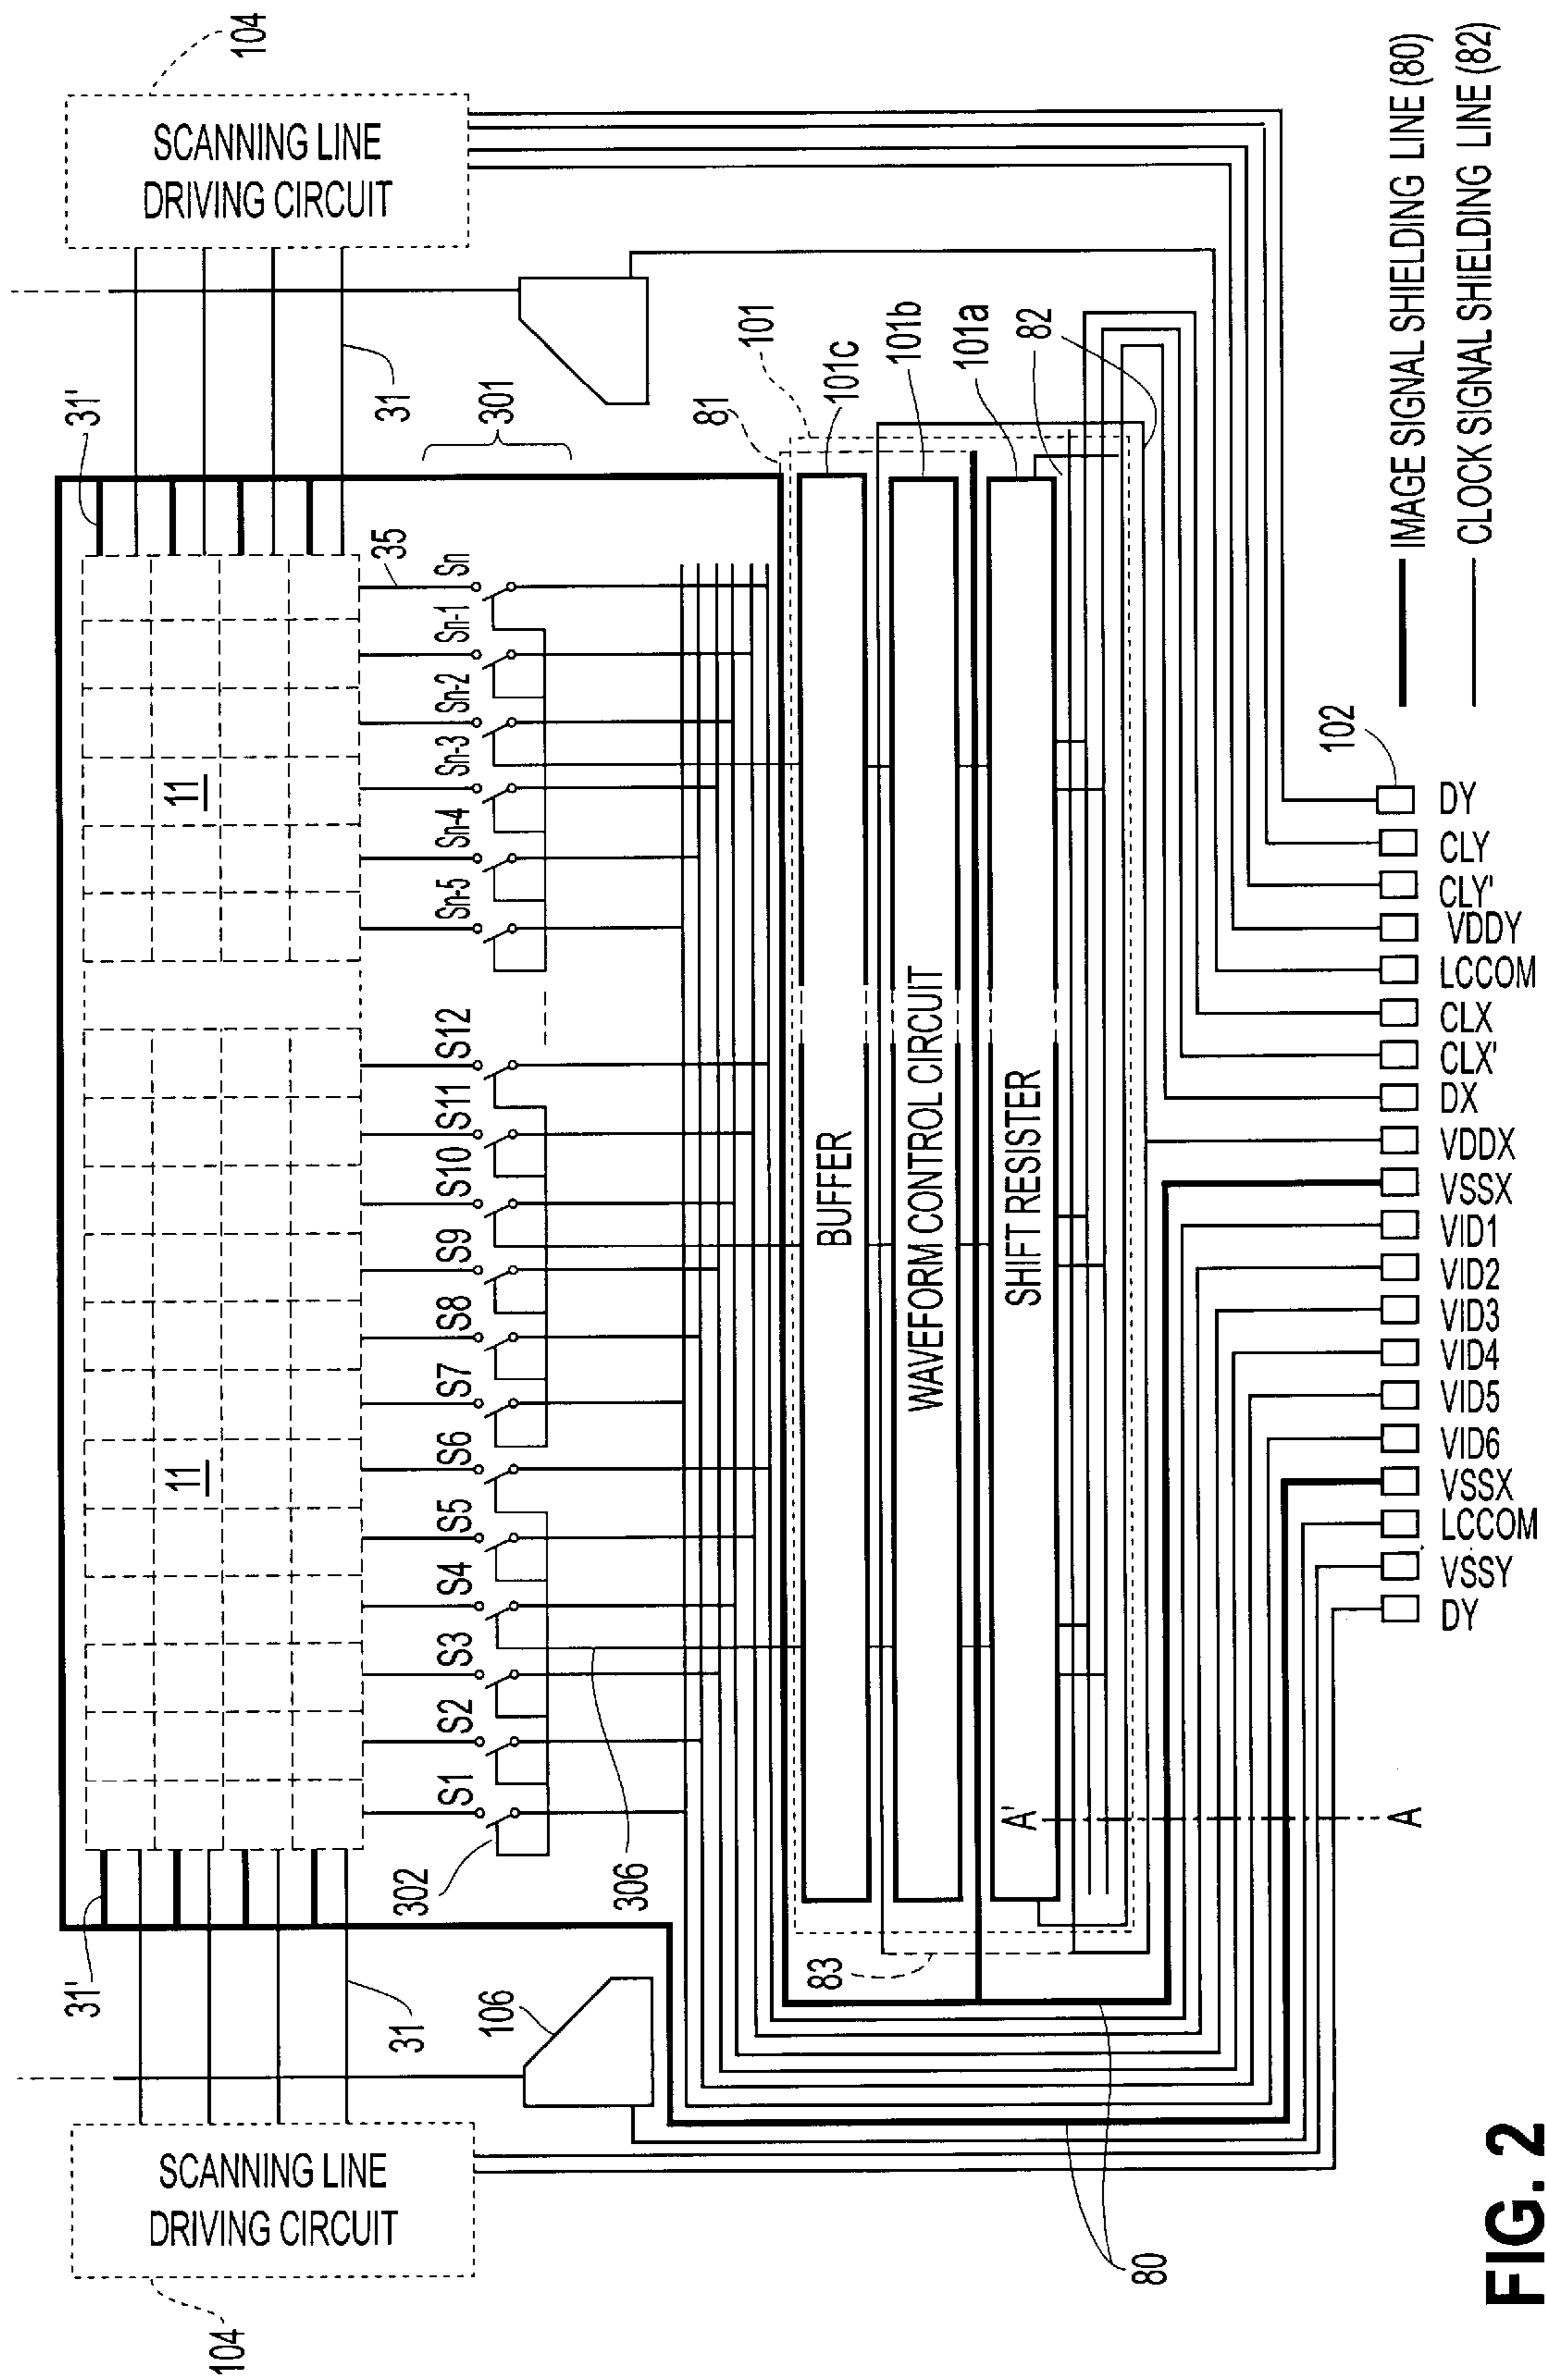 104
SCANNING LINE
DRIVING CIRCUIT
104
SCANNING LINE
DRIVING CIRCUIT
31'
31
31'
31
11
11
301
35
S1
S2
S3
S4
S5
S6
S7
S8
S9
S10
S11
S12
Sn-5
Sn-4
Sn-3
Sn-2
Sn-1
Sn
302
306
106
81
101
101c
101b
101a
82
83
BUFFER
WAVEFORM CONTROL CIRCUIT
SHIFT RESISTER
A'
A
80
102
DY
VSSY
LCCOM
VSSX
VID6
VID5
VID4
VID3
VID2
VID1
VSSX
VDDX
DX
CLX'
CLX
LCCOM
VDDY
CLY'
CLY
DY
IMAGE SIGNAL SHIELDING LINE (80)
CLOCK SIGNAL SHIELDING LINE (82)
FIG. 2